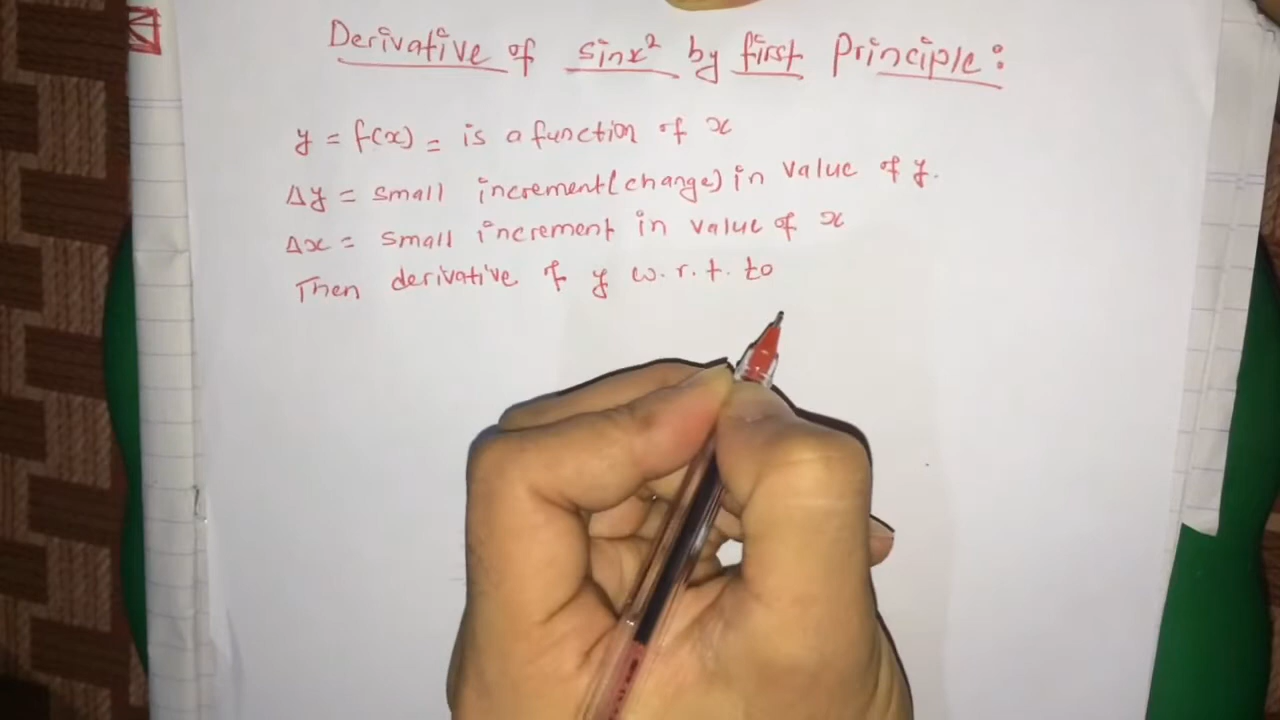 Derivative of sinx² by first Principle:
y = f(x) = is a function of x
Δy = small increment(change) in value of y.
Δx = small increment in value of x
Then derivative of y w.r.t. to